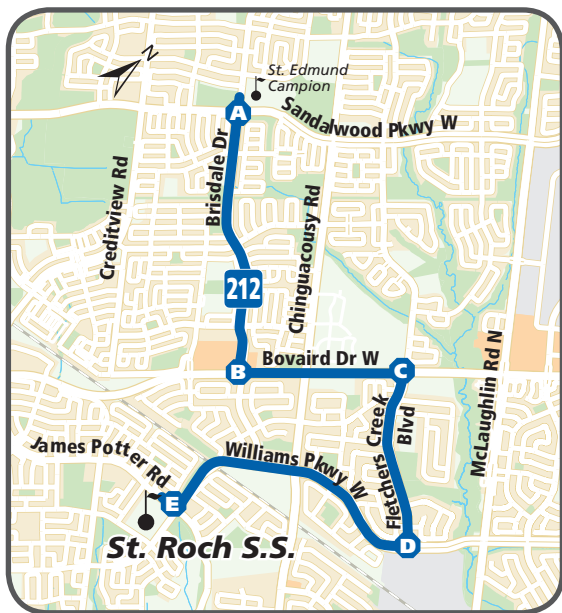 N
St. Edmund
Campion
A
Sandalwood Pkwy W
Brisdale Dr
Creditview Rd
Chinguacousy Rd
212
Bovaird Dr W
B
C
McLaughlin Rd N
Fletchers Creek
Blvd
James Potter Rd
Williams Pkwy W
E
St. Roch S.S.
D